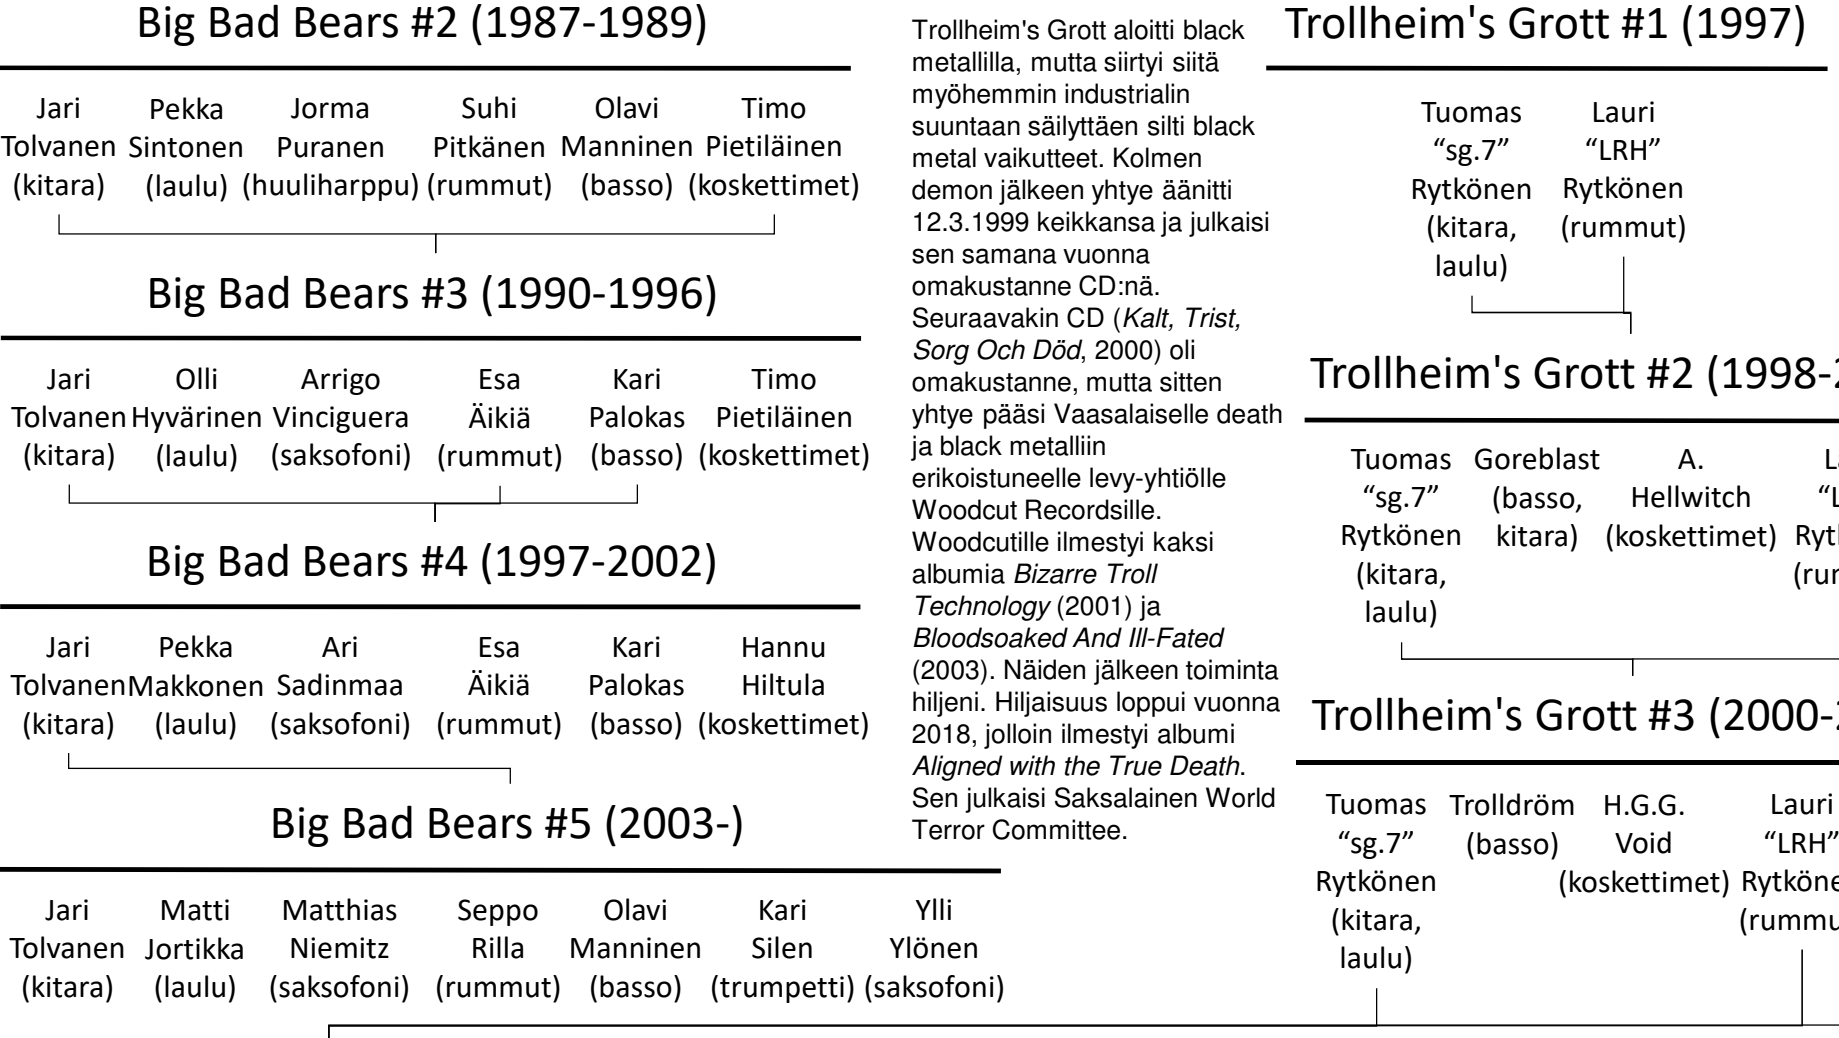 Big Bad Bears #2 (1987-1989)
Jari Pekka Jorma Suhi Olavi Timo
Tolvanen Sintonen Puranen Pitkänen Manninen Pietiläinen
(kitara) (laulu) (huuliharppu) (rummut) (basso) (koskettimet)
Big Bad Bears #3 (1990-1996)
Jari Olli Arrigo Esa Kari Timo
Tolvanen Hyvärinen Vinciguera Äikiä Palokas Pietiläinen
(kitara) (laulu) (saksofoni) (rummut) (basso) (koskettimet)
Big Bad Bears #4 (1997-2002)
Jari Pekka Ari Esa Kari Hannu
Tolvanen Makkonen Sadinmaa Äikiä Palokas Hiltula
(kitara) (laulu) (saksofoni) (rummut) (basso) (koskettimet)
Big Bad Bears #5 (2003-)
Jari Matti Matthias Seppo Olavi Kari Ylli
Tolvanen Jortikka Niemitz Rilla Manninen Silen Ylönen
(kitara) (laulu) (saksofoni) (rummut) (basso) (trumpetti) (saksofoni)
Trollheim's Grott aloitti black
metallilla, mutta siirtyi siitä
myöhemmin industrialin
suuntaan säilyttäen silti black
metal vaikutteet. Kolmen
demon jälkeen yhtye äänitti
12.3.1999 keikkansa ja julkaisi
sen samana vuonna
omakustanne CD:nä.
Seuraavakin CD (Kalt, Trist,
Sorg Och Död, 2000) oli
omakustanne, mutta sitten
yhtye pääsi Vaasalaiselle death
ja black metalliin
erikoistuneelle levy-yhtiölle
Woodcut Recordsille.
Woodcutille ilmestyi kaksi
albumia Bizarre Troll
Technology (2001) ja
Bloodsoaked And Ill-Fated
(2003). Näiden jälkeen toiminta
hiljeni. Hiljaisuus loppui vuonna
2018, jolloin ilmestyi albumi
Aligned with the True Death.
Sen julkaisi Saksalainen World
Terror Committee.
Trollheim's Grott #1 (1997)
Tuomas Lauri
“sg.7” “LRH”
Rytkönen Rytkönen
(kitara, (rummut)
laulu)
Trollheim's Grott #2 (1998-
Tuomas Goreblast A.
“sg.7” (basso, Hellwitch
Rytkönen kitara) (koskettimet)
(kitara,
laulu)
Trollheim's Grott #3 (2000-
Tuomas Trolldröm H.G.G. Lauri
“sg.7” (basso) Void “LRH”
Rytkönen (koskettimet)
(kitara,
laulu)